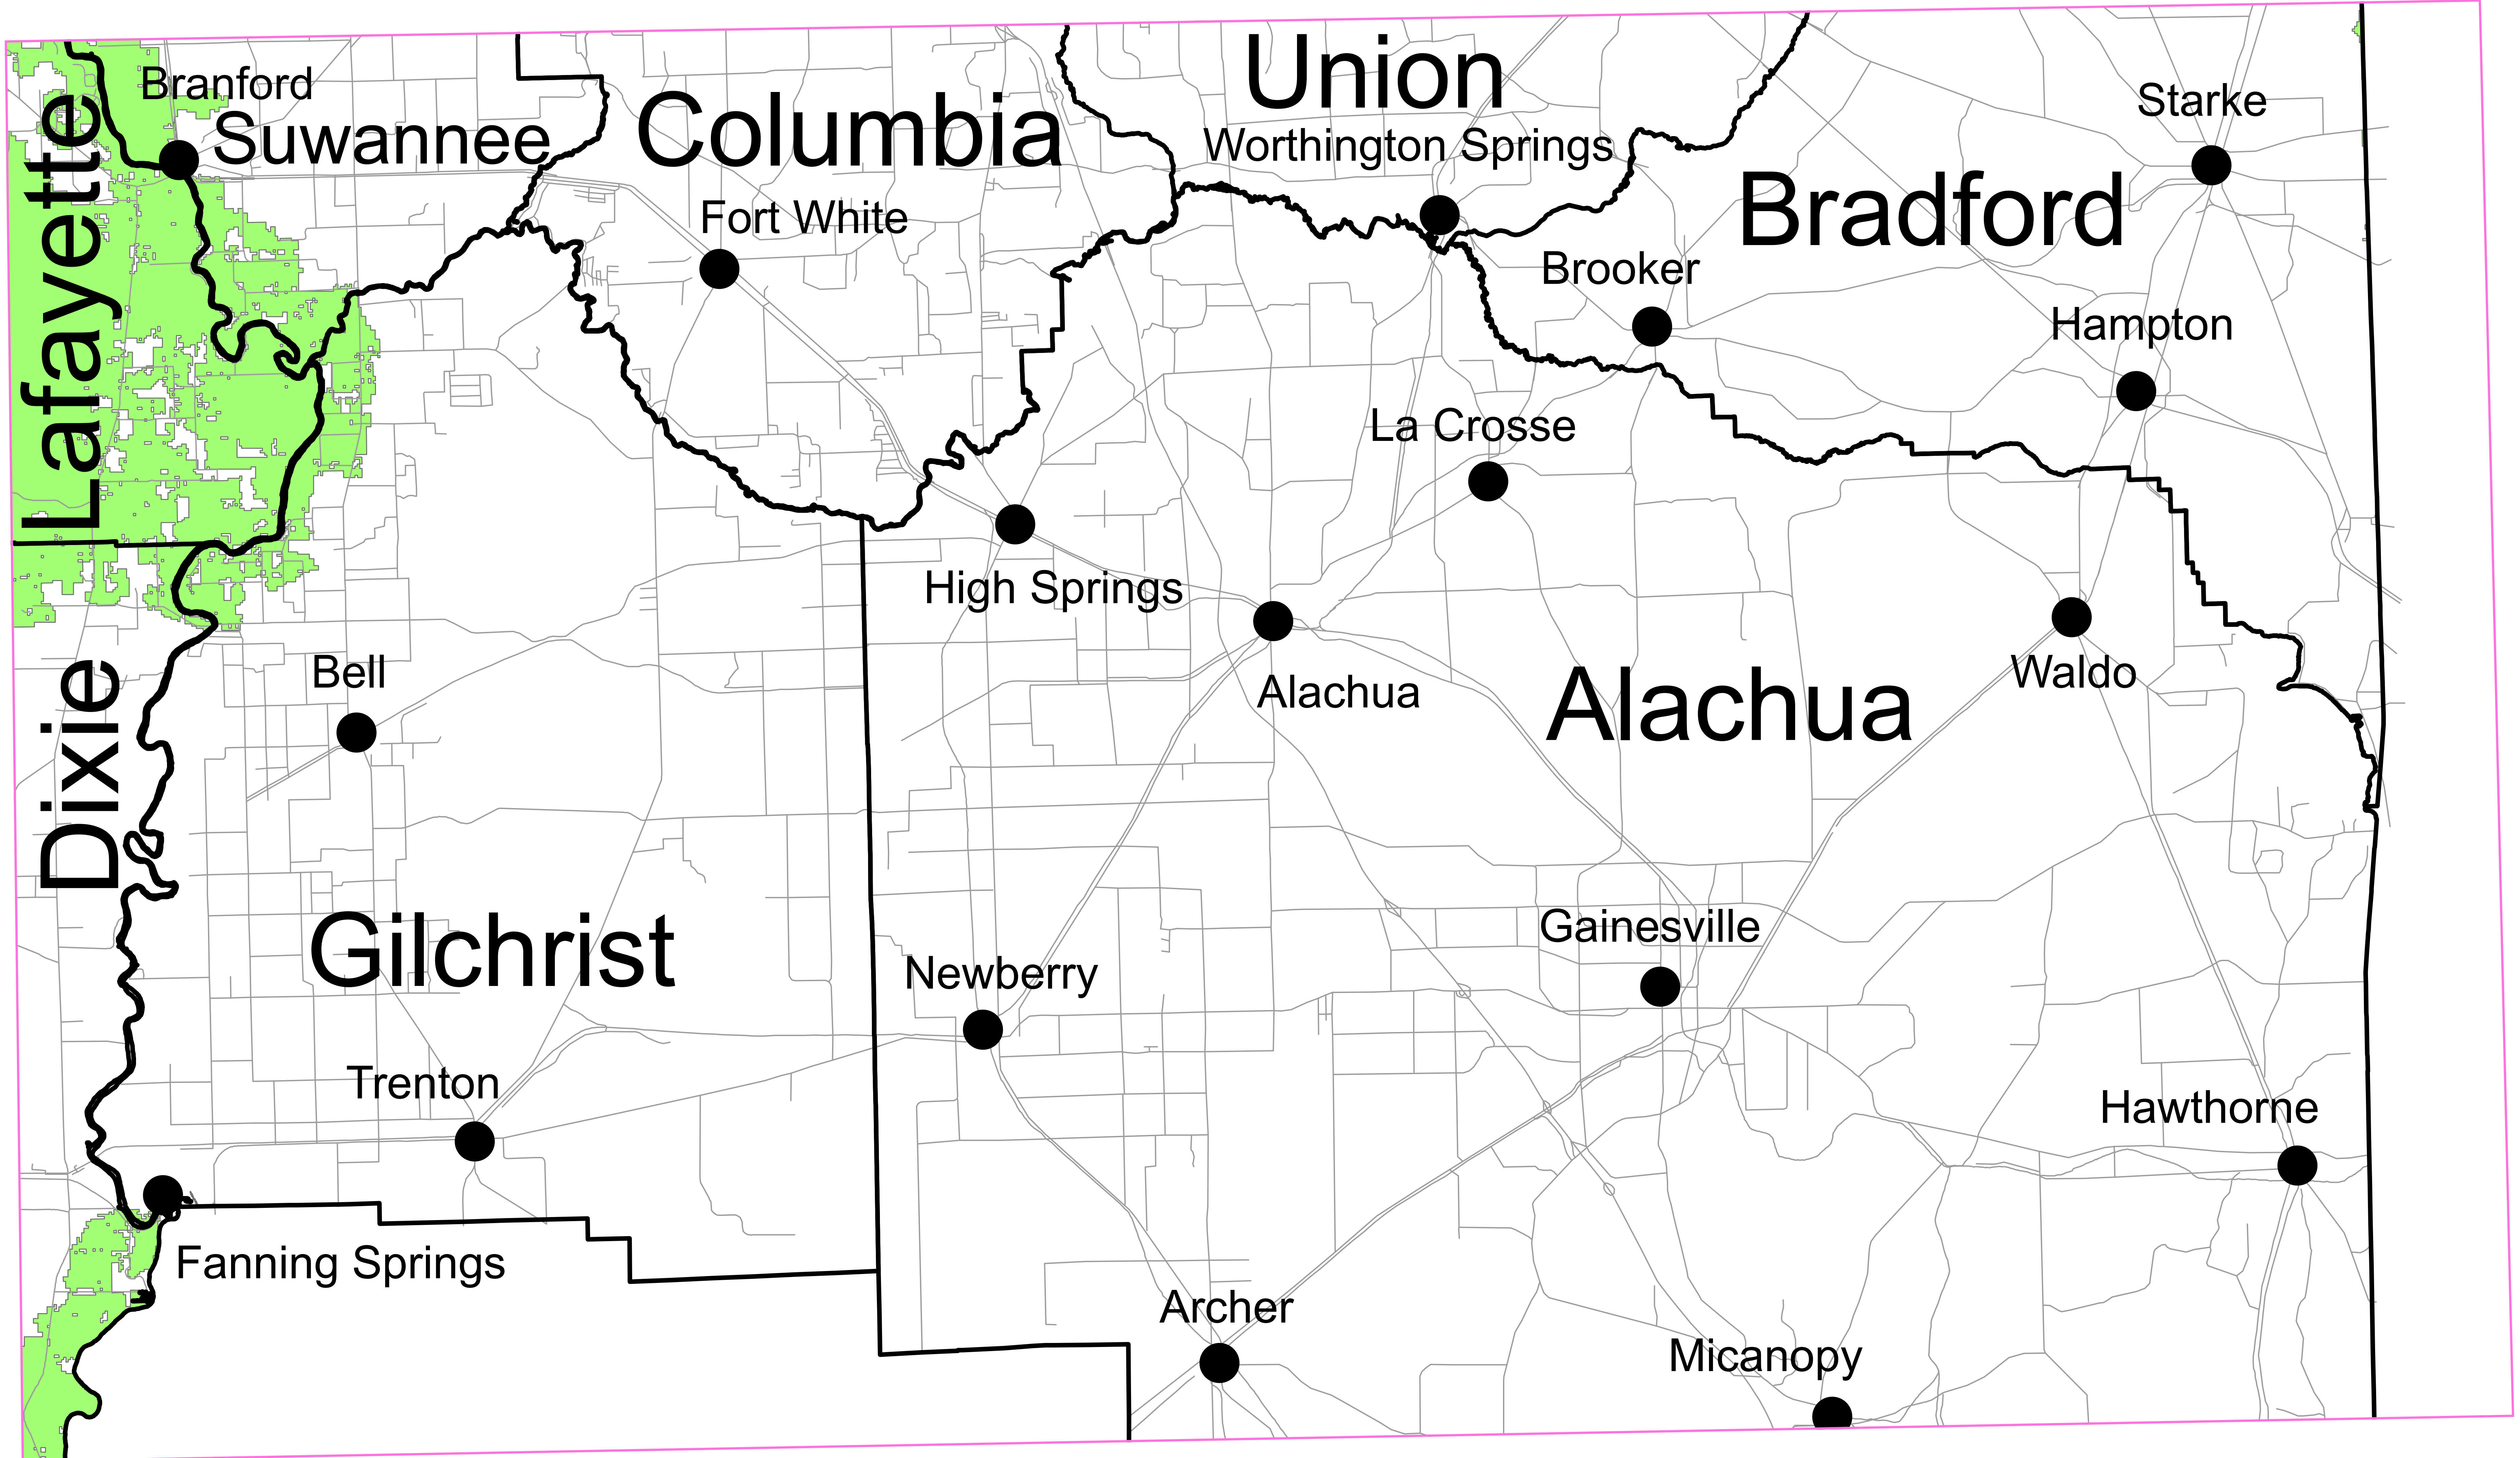 Union
Branford
Starke
Columbia
Suwannee
Worthington Springs
Lafayette
Bradford
Fort White
Brooker
Hampton
La Crosse
High Springs
Bell
Alachua
Alachua
Waldo
Dixie
Gilchrist
Gainesville
Newberry
Trenton
Hawthorne
Fanning Springs
Archer
Micanopy